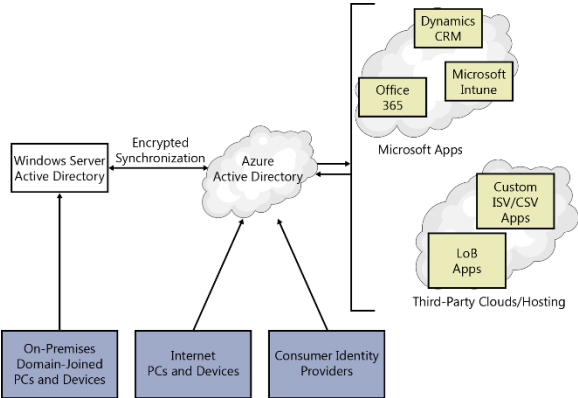 Dynamics
CRM
Microsoft
Intune
Office
365
Microsoft Apps
Encrypted
Synchronization
Windows Server
Active Directory
Azure
Active Directory
Custom
ISV/CSV
Apps
LoB
Apps
Third-Party Clouds/Hosting
On-Premises
Domain-Joined
PCs and Devices
Internet
PCs and Devices
Consumer Identity
Providers